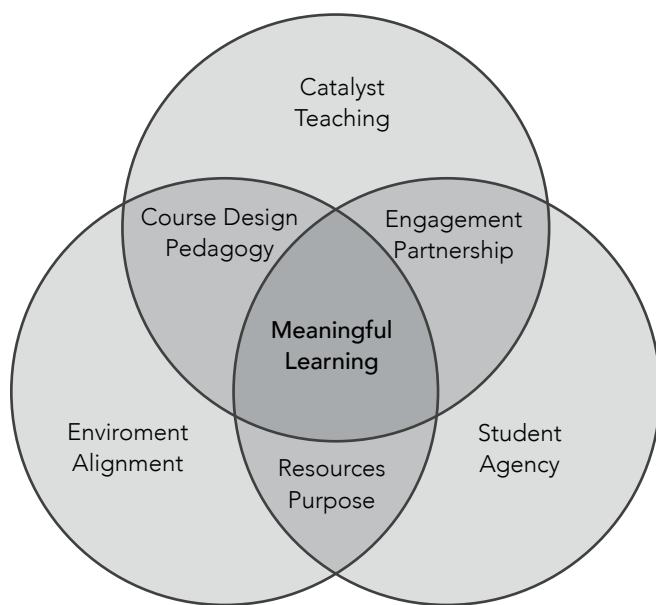 Catalyst
Teaching
Course Design
Pedagogy
Engagement
Partnership
Meaningful
Learning
Enviroment
Alignment
Student
Agency
Resources
Purpose